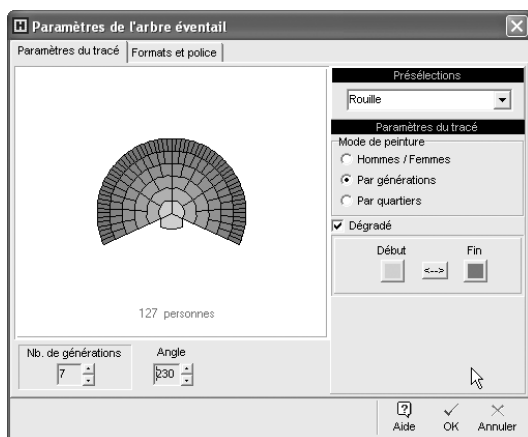 H Paramètres de l'arbre éventail
Paramètres du tracé
Formats et police
Présélections
Rouille
Paramètres du tracé
Mode de peinture
Hommes / Femmes
Par générations
Par quartiers
Dégradé
Début
<-->
Fin
127 personnes
Nb. de générations
7
Angle
230
Aide
OK
Annuler